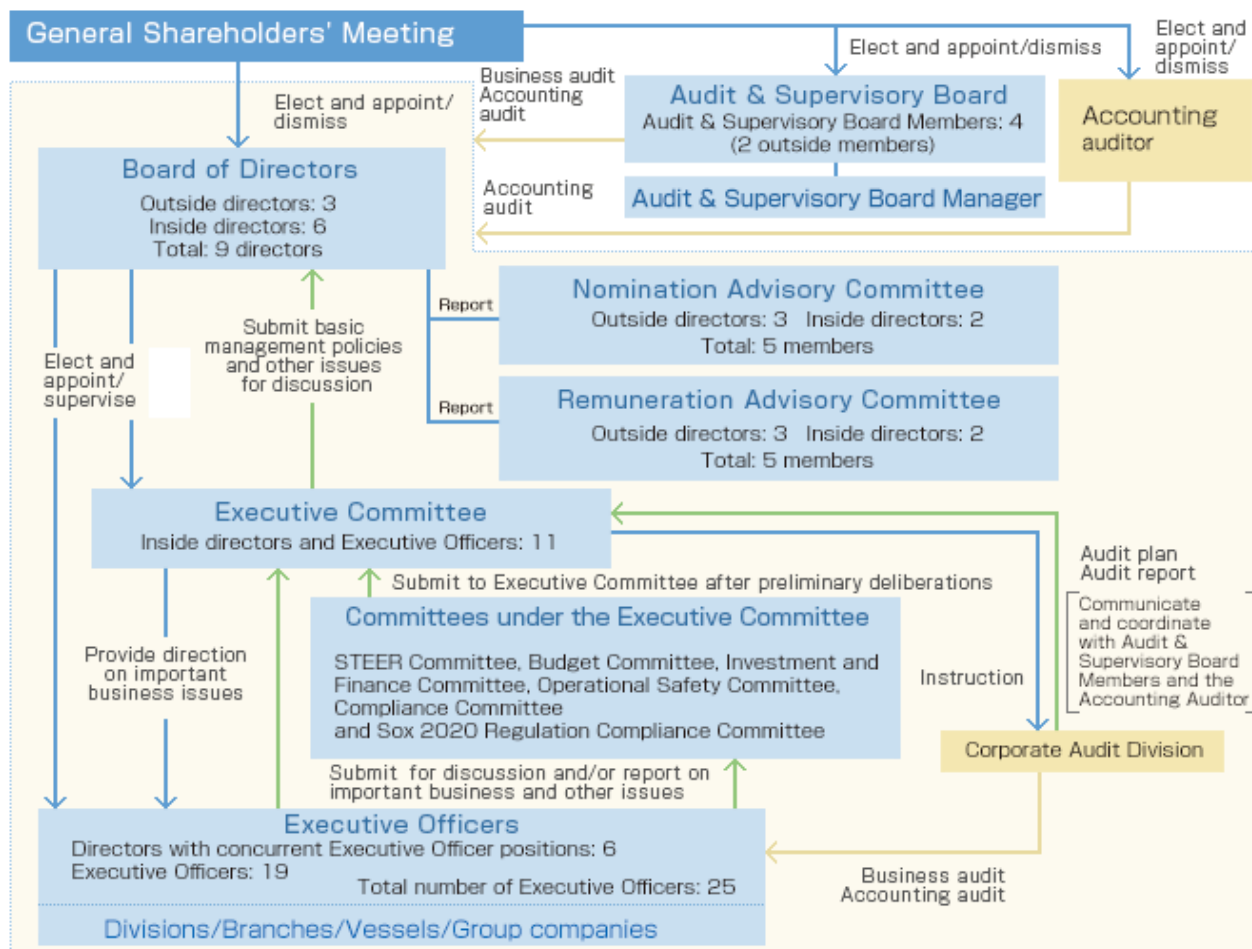 General Shareholders' Meeting
Elect and appoint/
dismiss
Elect and appoint/dismiss
Elect and
appoint/
dismiss
Business audit
Accounting
audit
Audit & Supervisory Board
Audit & Supervisory Board Members: 4
(2 outside members)
Audit & Supervisory Board Manager
Accounting
auditor
Accounting
audit
Board of Directors
Outside directors: 3
Inside directors: 6
Total: 9 directors
Report
Nomination Advisory Committee
Outside directors: 3 Inside directors: 2
Total: 5 members
Report
Remuneration Advisory Committee
Outside directors: 3 Inside directors: 2
Total: 5 members
Elect and
appoint/
supervise
Submit basic
management policies
and other issues
for discussion
Executive Committee
Inside directors and Executive Officers: 11
Submit to Executive Committee after preliminary deliberations
Committees under the Executive Committee
STEER Committee, Budget Committee, Investment and
Finance Committee, Operational Safety Committee,
Compliance Committee
and Sox 2020 Regulation Compliance Committee
Provide direction
on important
business issues
Instruction
Audit plan
Audit report
Communicate
and coordinate
with Audit &
Supervisory Board
Members and the
Accounting Auditor
Corporate Audit Division
Submit for discussion and/or report on
important business and other issues
Executive Officers
Directors with concurrent Executive Officer positions: 6
Executive Officers: 19
Total number of Executive Officers: 25
Divisions/Branches/Vessels/Group companies
Business audit
Accounting audit